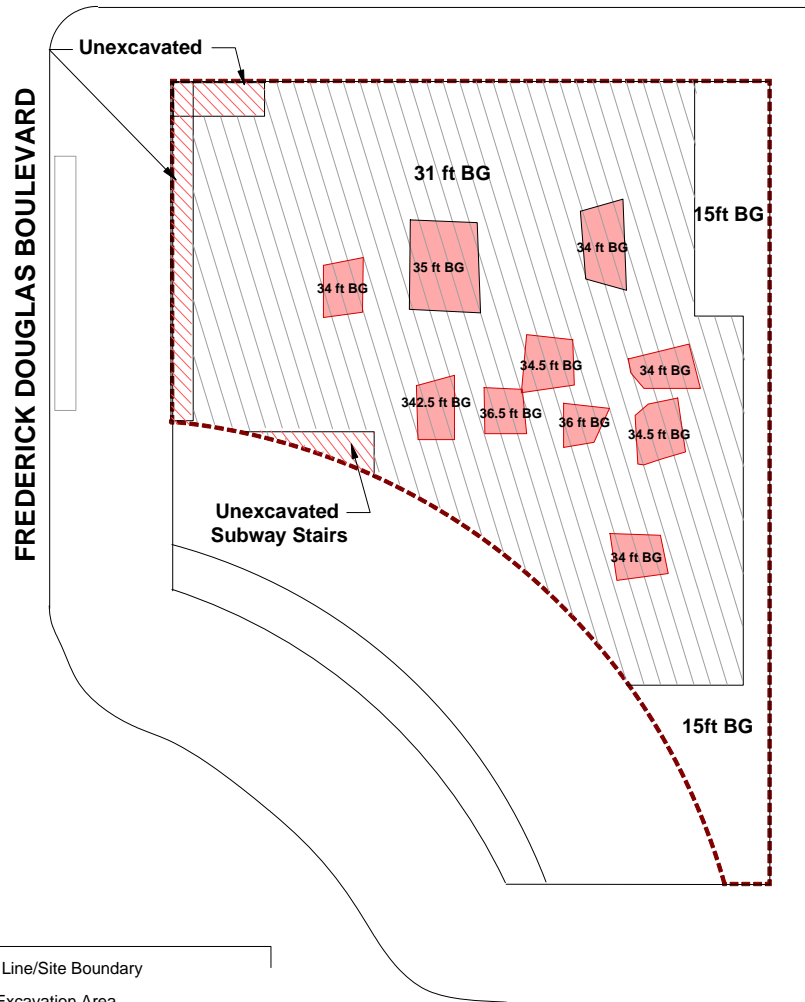 Unexcavated
FREDERICK DOUGLAS BOULEVARD
31 ft BG
15ft BG
34 ft BG
35 ft BG
34 ft BG
34.5 ft BG
34 ft BG
342.5 ft BG
36.5 ft BG
36 ft BG
34.5 ft BG
Unexcavated
Subway Stairs
34 ft BG
15ft BG
Line/Site Boundary
Excavation Area